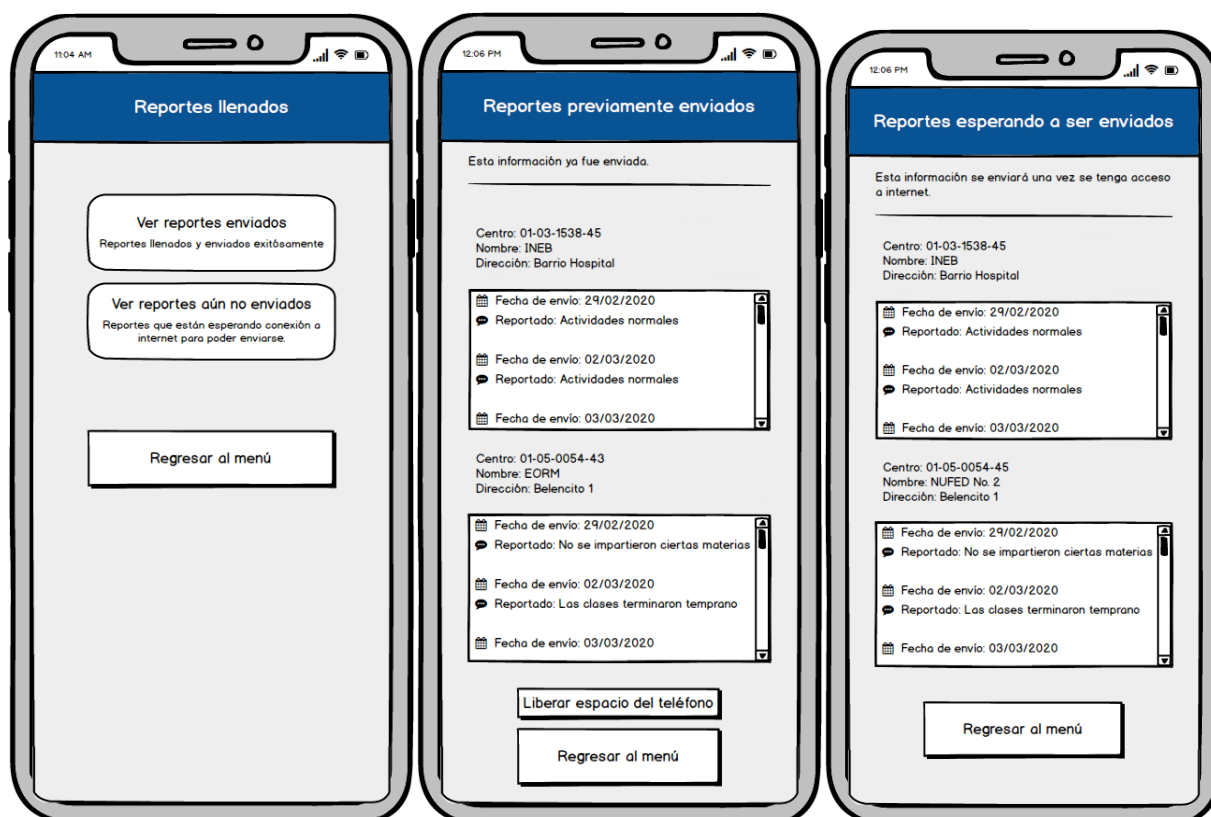 11:04 AM
Reportes llenados
Ver reportes enviados
Reportes llenados y enviados exitósamente
Ver reportes aún no enviados
Reportes que están esperando conexión a
internet para poder enviarse.
Regresar al menú
12:06 PM
Reportes previamente enviados
Esta información ya fue enviada.
Centro: 01-03-1538-45
Nombre: INEB
Dirección: Barrio Hospital
Fecha de envío: 29/02/2020
Reportado: Actividades normales
Fecha de envío: 02/03/2020
Reportado: Actividades normales
Fecha de envío: 03/03/2020
Centro: 01-05-0054-43
Nombre: EORM
Dirección: Belencito 1
Fecha de envío: 29/02/2020
Reportado: No se impartieron ciertas materias
Fecha de envío: 02/03/2020
Reportado: Las clases terminaron temprano
Fecha de envío: 03/03/2020
Liberar espacio del teléfono
Regresar al menú
12:06 PM
Reportes esperando a ser enviados
Esta información se enviará una vez se tenga acceso
a internet.
Centro: 01-03-1538-45
Nombre: INEB
Dirección: Barrio Hospital
Fecha de envío: 29/02/2020
Reportado: Actividades normales
Fecha de envío: 02/03/2020
Reportado: Actividades normales
Fecha de envío: 03/03/2020
Centro: 01-05-0054-45
Nombre: NUFED No. 2
Dirección: Belencito 1
Fecha de envío: 29/02/2020
Reportado: No se impartieron ciertas materias
Fecha de envío: 02/03/2020
Reportado: Las clases terminaron temprano
Fecha de envío: 03/03/2020
Regresar al menú